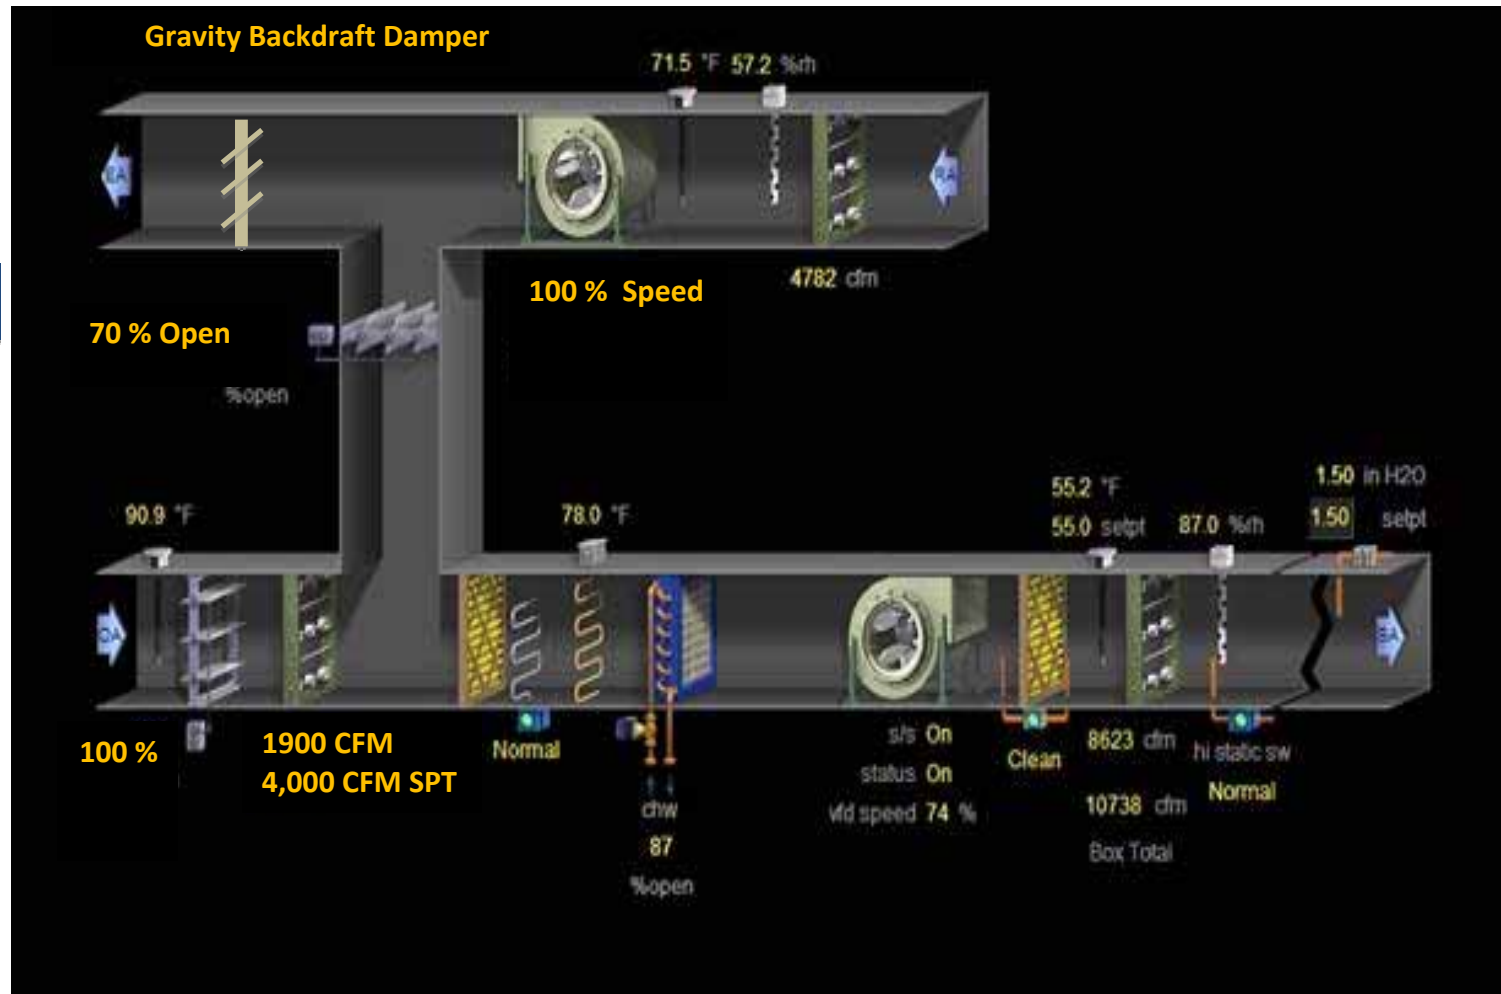 Gravity Backdraft Damper
71.5 °F 57.2 %rh
EA
RA
100 % Speed
4782 cfm
70 % Open
%open
90.9 °F
78.0 °F
55.2 °F
55.0 setpt
87.0 %rh
1.50 in H2O
1.50 setpt
OA
100 %
1900 CFM
4,000 CFM SPT
Normal
chw
87
%open
s/s On
status On
vfd speed 74 %
Clean
8623 cfm
10738 cfm
Box Total
hi static sw
Normal